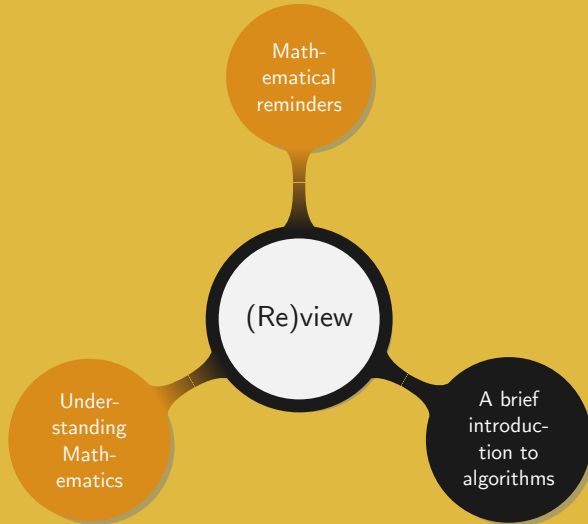 Math-
ematical
reminders
(Re)view
Under-
standing
Math-
ematics
A brief
introduc-
tion to
algorithms